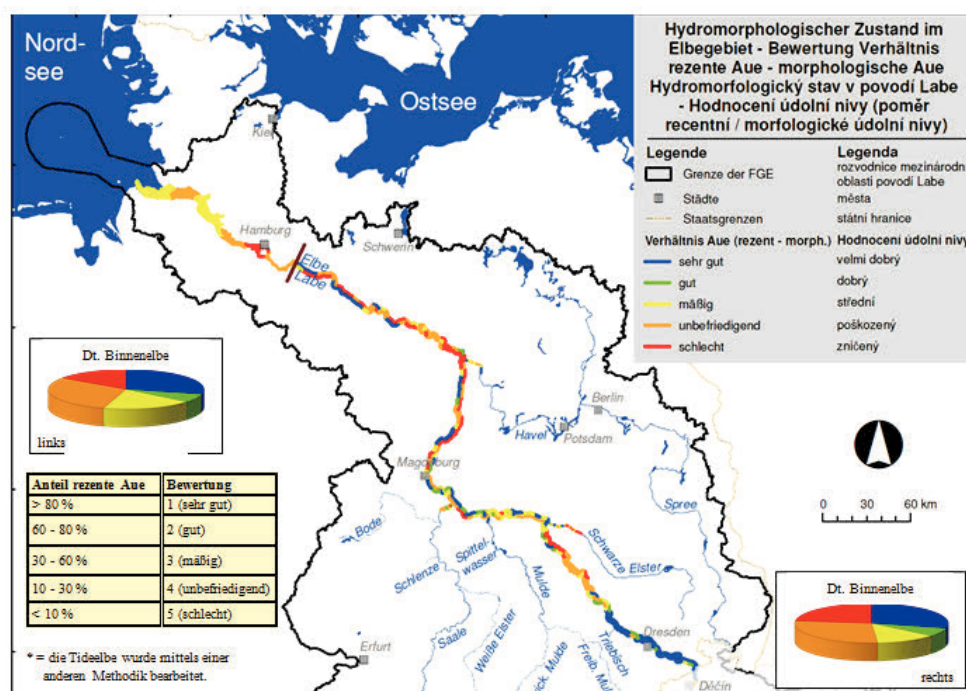 Nord-
see
Ostsee
Kiel
Hamburg
Schwerin
Elbe
Labe
Berlin
Havel
Potsdam
Magdeburg
Spree
Bode
Schlenze
Spittel-
wasser
Mulde
Schwarze Elster
Saale
Weiße Elster
Triebisch
Dresden
Erfurt
Děčín
Hydromorphologischer Zustand im
Elbegebiet - Bewertung Verhältnis
rezente Aue - morphologische Aue
Hydromorfologický stav v povodí Labe
- Hodnocení údolní nivy (poměr
recentní / morfologické údolní nivy)
Legende Legenda
Grenze der FGE rozvodnice mezinárodn
oblasti povodí Labe
Städte města
Staatsgrenzen státní hranice
Verhältnis Aue (rezent - morph.) Hodnocení údolní nivy
sehr gut velmi dobrý
gut dobrý
mäßig střední
unbefriedigend poškozený
schlecht zničený
0 15 30 60 km
Dt. Binnenelbe
links
Anteil rezente Aue Bewertung
> 80 % 1 (sehr gut)
60 - 80 % 2 (gut)
30 - 60 % 3 (mäßig)
10 - 30 % 4 (unbefriedigend)
< 10 % 5 (schlecht)
* = die Tideelbe wurde mittels einer
anderen Methodik bearbeitet.
Dt. Binnenelbe
rechts